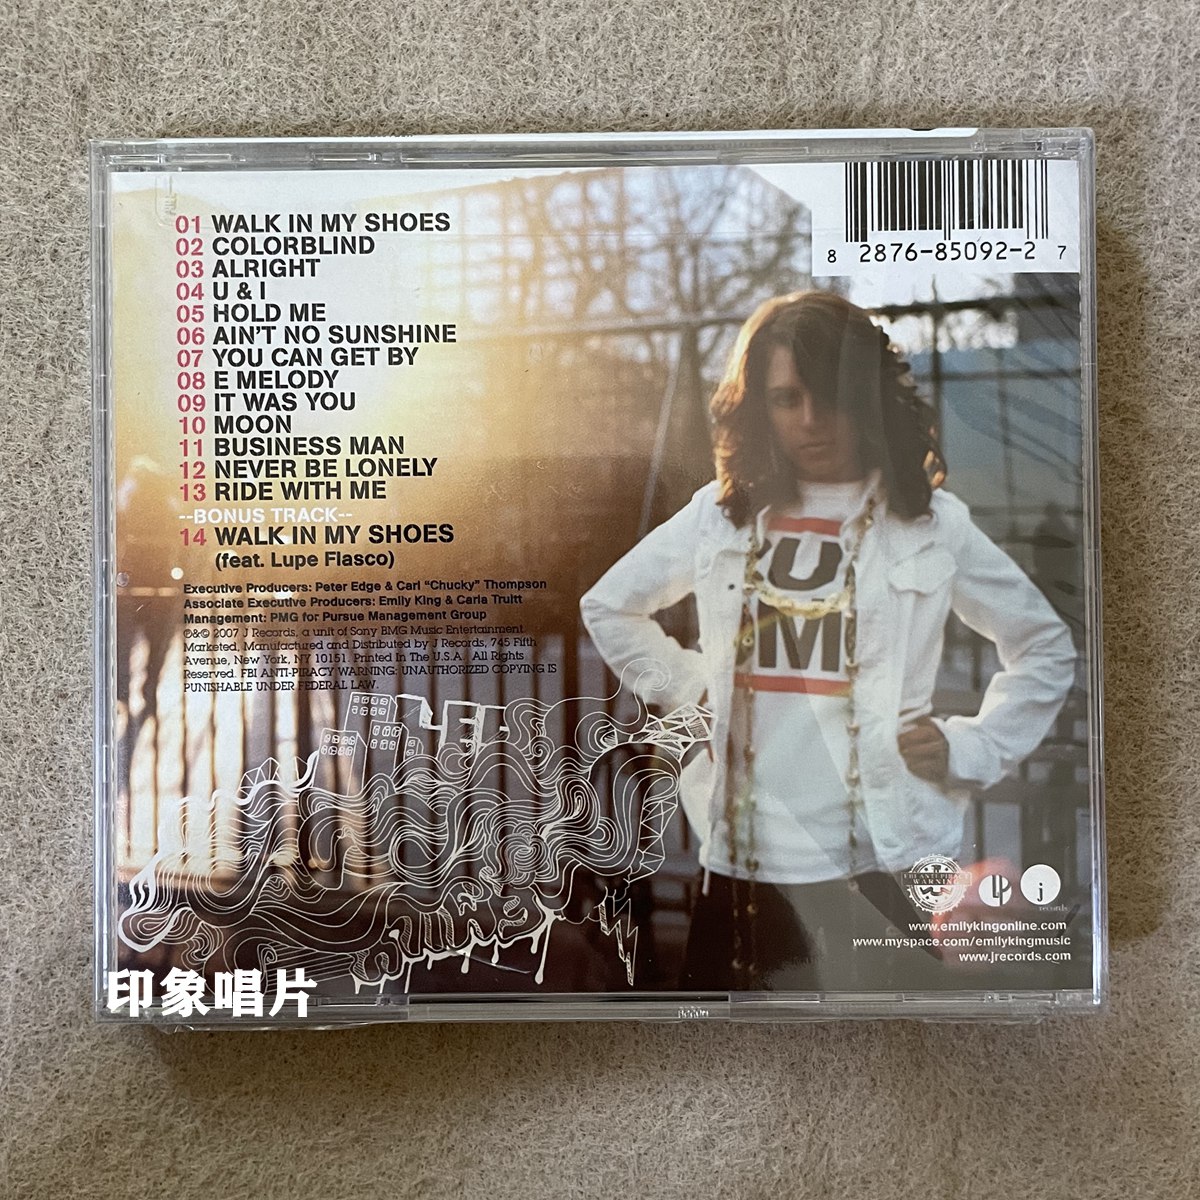 01 WALK IN MY SHOES
02 COLORBLIND
03 ALRIGHT
04 U & I
05 HOLD ME
06 AIN'T NO SUNSHINE
07 YOU CAN GET BY
08 E MELODY
09 IT WAS YOU
10 MOON
11 BUSINESS MAN
12 NEVER BE LONELY
13 RIDE WITH ME
--BONUS TRACK--
14 WALK IN MY SHOES
(feat. Lupe Fiasco)
Executive Producers: Peter Edge & Carl “Chucky” Thompson
Associate Executive Producers: Emily King & Carla Truitt
Management: PMG for Pursue Management Group
℗&© 2007 J Records, a unit of Sony BMG Music Entertainment.
Marketed, Manufactured and Distributed by J Records, 745 Fifth
Avenue, New York, NY 10151. Printed In The U.S.A. All Rights
Reserved. FBI ANTI-PIRACY WARNING: UNAUTHORIZED COPYING IS
PUNISHABLE UNDER FEDERAL LAW.
8 2876-85092-2 7
U
M
FBI ANTI-PIRACY
WARNING
LP
j
records
www.emilykingonline.com
www.myspace.com/emilykingmusic
www.jrecords.com
印象唱片